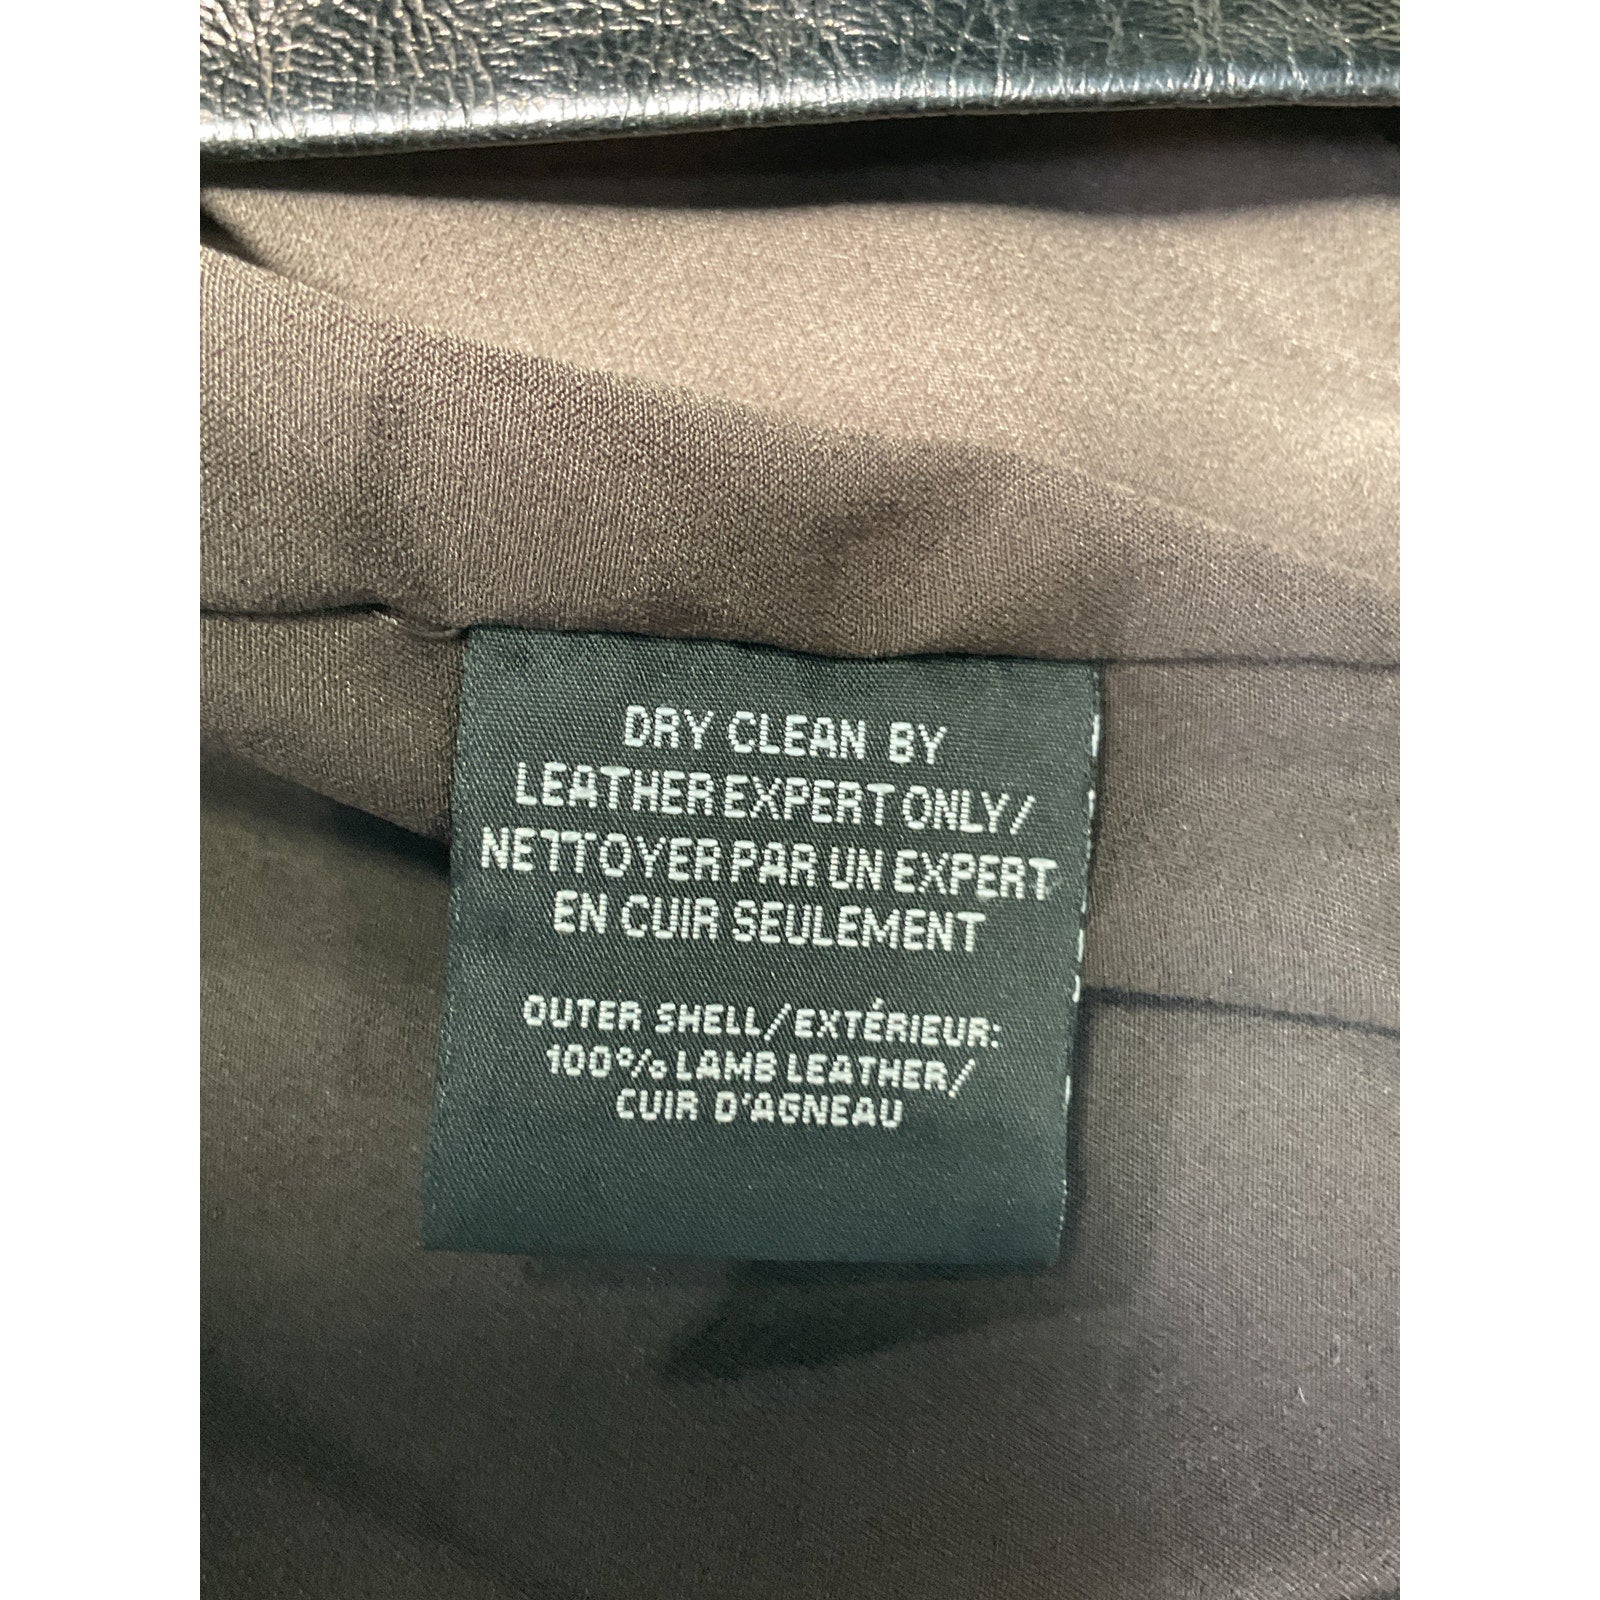 DRY CLEAN BY
LEATHER EXPERT ONLY/
NETTOYER PAR UN EXPERT
EN CUIR SEULEMENT
OUTER SHELL/EXTÉRIEUR:
100% LAMB LEATHER/
CUIR D'AGNEAU